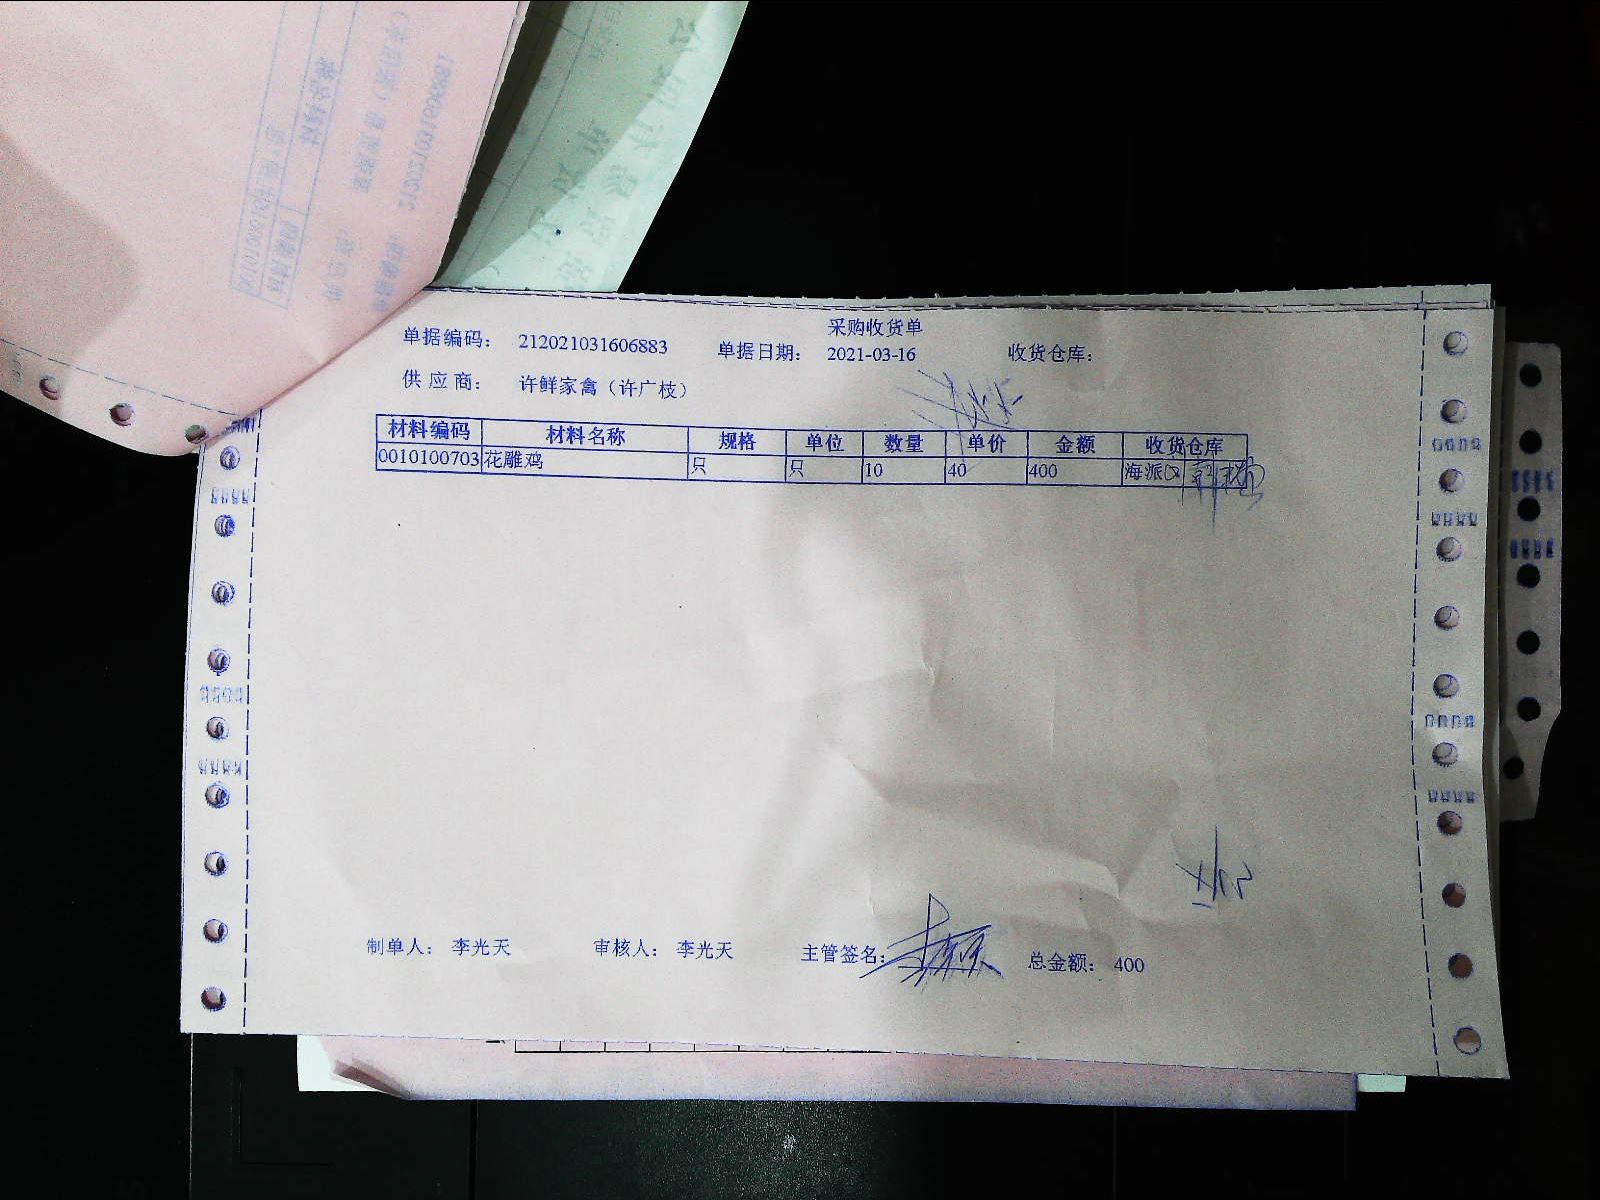 采购收货单
单据编码： 212021031606883 单据日期： 2021-03-16 收货仓库：
供 应 商： 许鲜家禽（许广枝）
材料编码 材料名称 规格 单位 数量 单价 金额 收货仓库
0010100703 花雕鸡 只 只 10 40 400 海派
制单人： 李光天 审核人： 李光天 主管签名： 总金额： 400